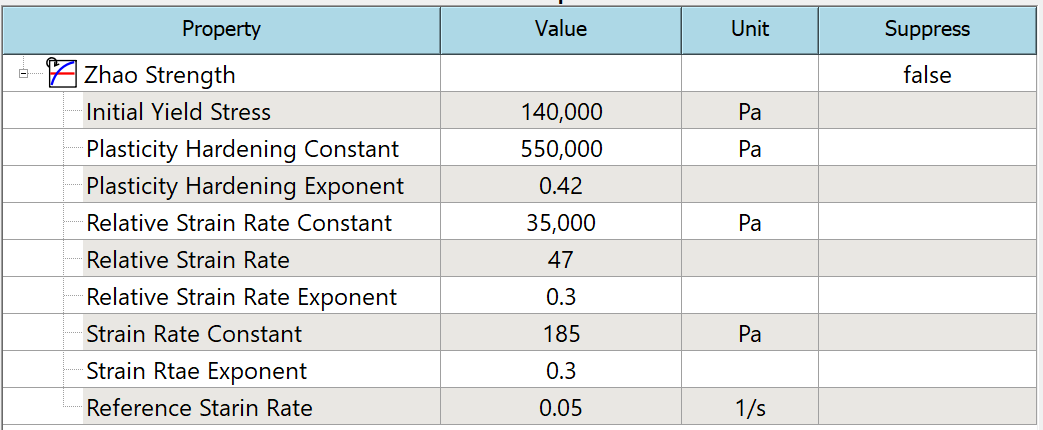 Property Value Unit Suppress
Zhao Strength false
Initial Yield Stress 140,000 Pa
Plasticity Hardening Constant 550,000 Pa
Plasticity Hardening Exponent 0.42
Relative Strain Rate Constant 35,000 Pa
Relative Strain Rate 47
Relative Strain Rate Exponent 0.3
Strain Rate Constant 185 Pa
Strain Rtae Exponent 0.3
Reference Starin Rate 0.05 1/s